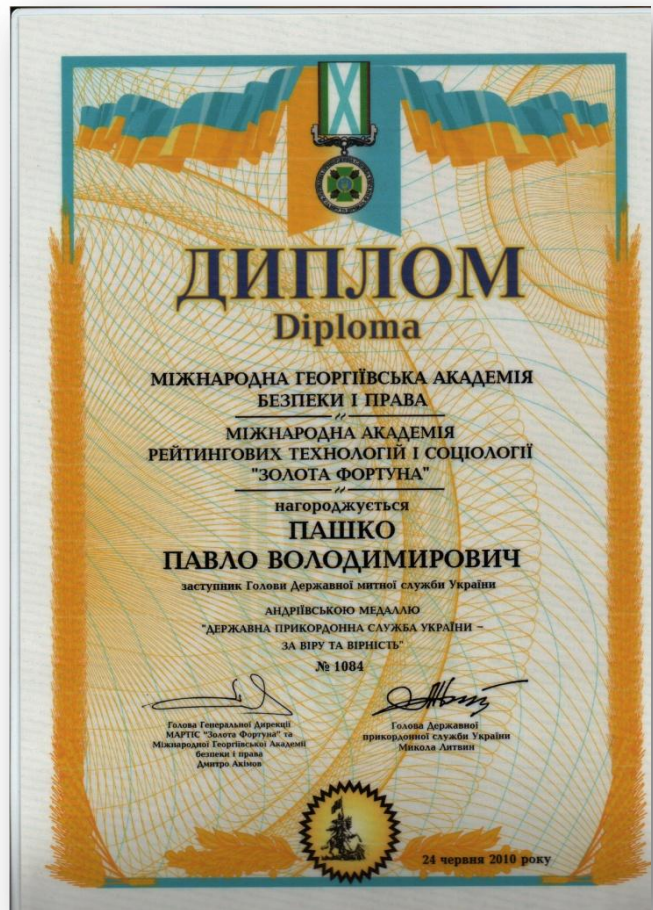 ДИПЛОМ
Diploma
МІЖНАРОДНА ГЕОРГІЇВСЬКА АКАДЕМІЯ
БЕЗПЕКИ І ПРАВА
МІЖНАРОДНА АКАДЕМІЯ
РЕЙТИНГОВИХ ТЕХНОЛОГІЙ І СОЦІОЛОГІЇ
"ЗОЛОТА ФОРТУНА"
нагороджується
ПАШКО
ПАВЛО ВОЛОДИМИРОВИЧ
заступник Голови Державної митної служби України
АНДРІЇВСЬКОЮ МЕДАЛЛЮ
"ДЕРЖАВНА ПРИКОРДОННА СЛУЖБА УКРАЇНИ –
ЗА ВІРУ ТА ВІРНІСТЬ"
№ 1084
Голова Генеральної Дирекції
МАРТІС "Золота Фортуна" та
Міжнародної Георгіївської Академії
безпеки і права
Дмитро Акімов
Голова Державної
прикордонної служби України
Микола Литвин
24 червня 2010 року